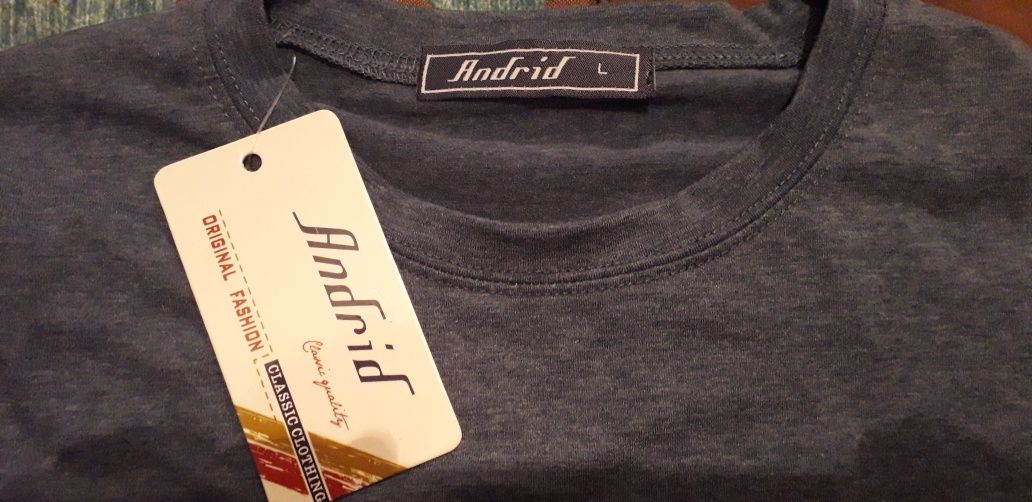 Andrid L
Andrid
Classic quality
ORIGINAL FASHION
CLASSIC CLOTHING